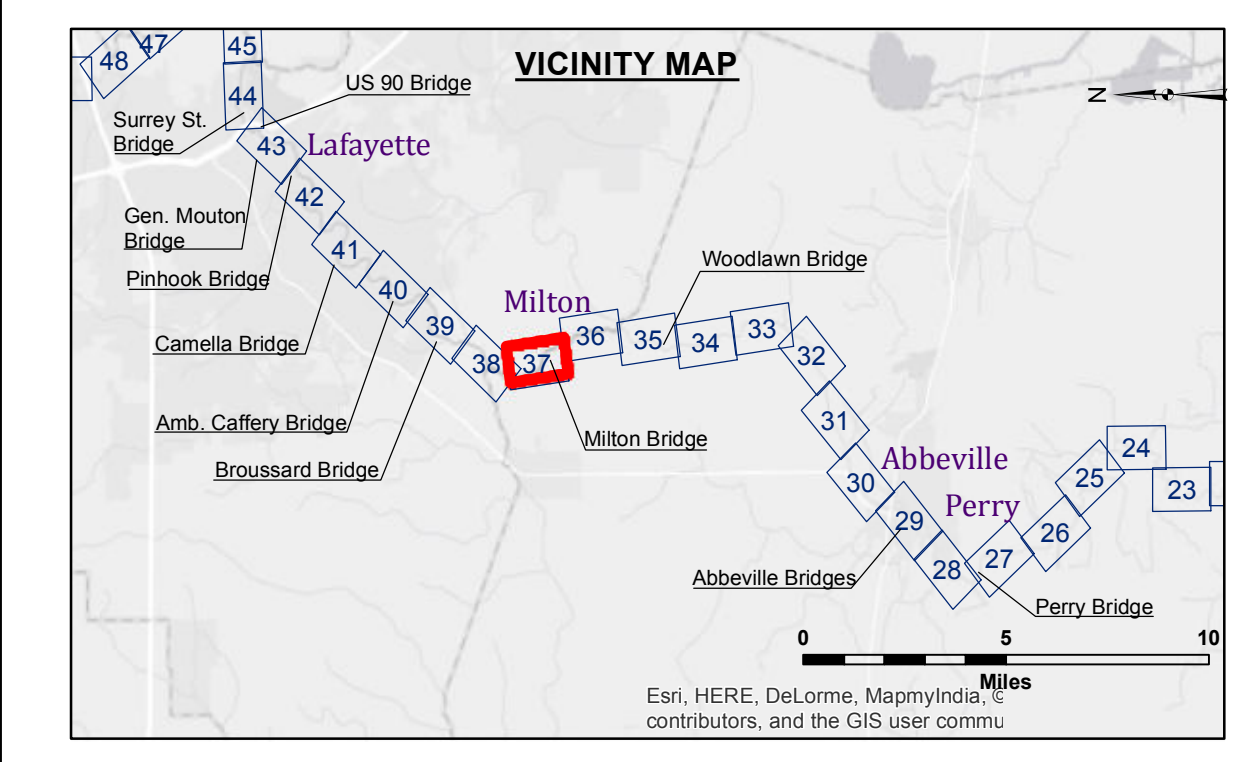 VICINITY MAP
47
48
45
44
US 90 Bridge
N
Surrey St.
Bridge
43
Lafayette
42
Gen. Mouton
Bridge
41
Pinhook Bridge
40
Woodlawn Bridge
39
Milton
36
35
34
33
32
Camella Bridge
38
37
31
Amb. Caffery Bridge
Milton Bridge
Broussard Bridge
Abbeville
30
24
25
23
Perry
29
26
28
27
Abbeville Bridges
Perry Bridge
0 5 10
Miles
Esri, HERE, DeLorme, MapmyIndia, ©
contributors, and the GIS user commu